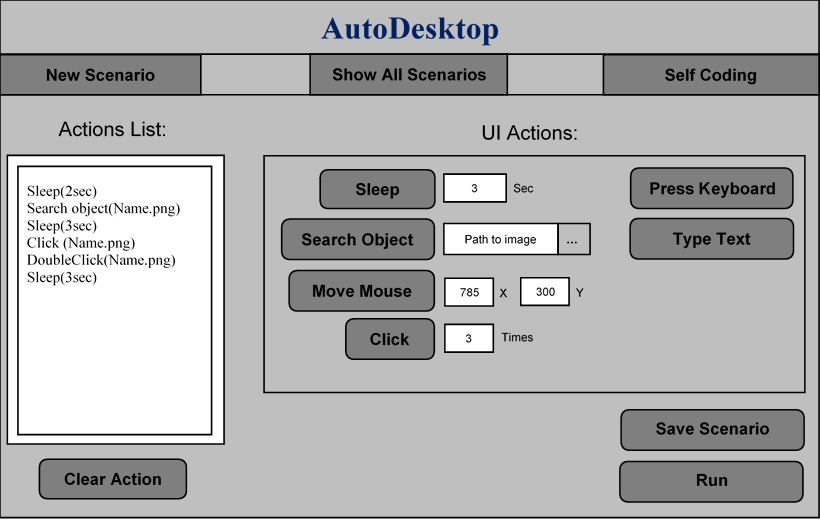 AutoDesktop
New Scenario
Show All Scenarios
Self Coding
Actions List:
Sleep(2sec)
Search object(Name.png)
Sleep(3sec)
Click (Name.png)
DoubleClick(Name.png)
Sleep(3sec)
Clear Action
UI Actions:
Sleep 3 Sec
Search Object Path to image ...
Move Mouse 785 X 300 Y
Click 3 Times
Press Keyboard
Type Text
Save Scenario
Run